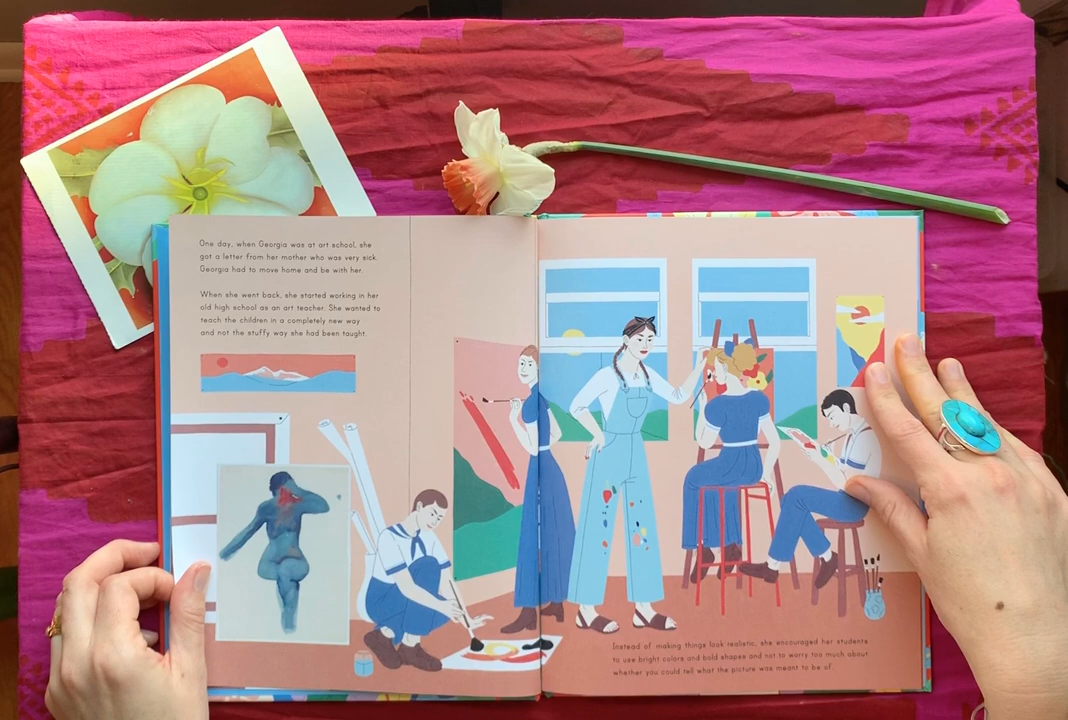 One day, when Georgia was at art school, she
got a letter from her mother who was very sick.
Georgia had to move home and be with her.
When she went back, she started working in her
old high school as an art teacher. She wanted to
teach the children in a completely new way
and not the stuffy way she had been taught.
Instead of making things look realistic, she encouraged her students
to use bright colors and bold shapes and not to worry too much about
whether you could tell what the picture was meant to be of.